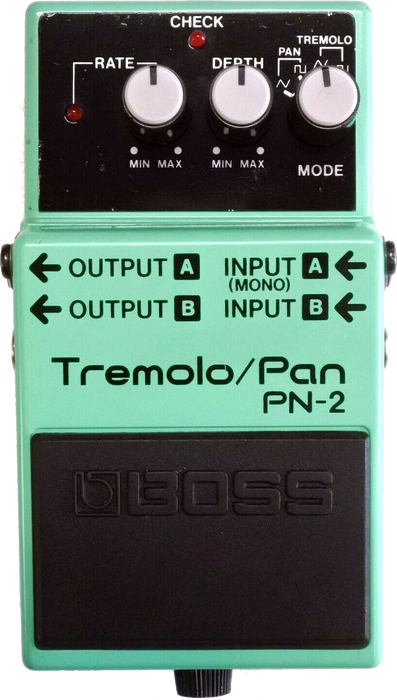 CHECK
TREMOLO
PAN
RATE
DEPTH
MIN MAX
MIN MAX
MODE
OUTPUT A
INPUT A
(MONO)
OUTPUT B
INPUT B
Tremolo/Pan
PN-2
BOSS